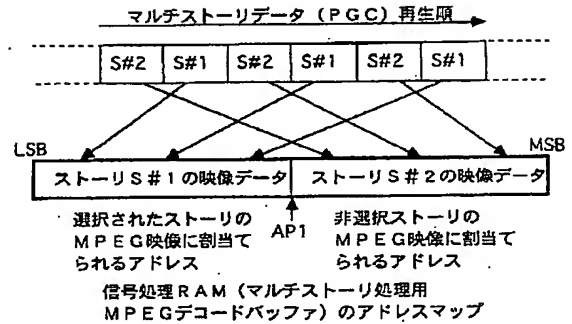 マルチストーリデータ（ＰＧＣ）再生順
S#2 S#1 S#2 S#1 S#2 S#1
LSB MSB
ストーリＳ＃１の映像データ ストーリＳ＃２の映像データ
AP1
選択されたストーリの
ＭＰＥＧ映像に割当て
られるアドレス
非選択ストーリの
ＭＰＥＧ映像に割当て
られるアドレス
信号処理ＲＡＭ（マルチストーリ処理用
ＭＰＥＧデコードバッファ）のアドレスマップ